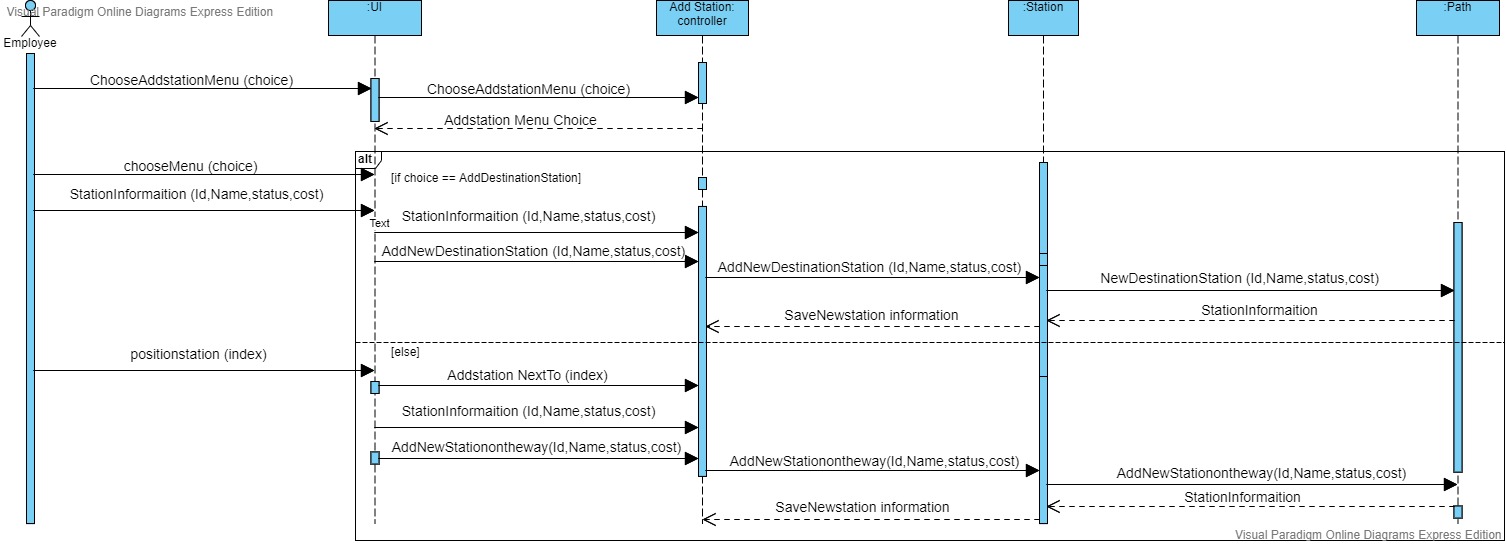 Visual Paradigm Online Diagrams Express Edition
:UI
Add Station:
controller
:Station
:Path
Employee
ChooseAddstationMenu (choice)
ChooseAddstationMenu (choice)
Addstation Menu Choice
alt
chooseMenu (choice)
[if choice == AddDestinationStation]
StationInformaition (Id,Name,status,cost)
Text
StationInformaition (Id,Name,status,cost)
AddNewDestinationStation (Id,Name,status,cost)
AddNewDestinationStation (Id,Name,status,cost)
NewDestinationStation (Id,Name,status,cost)
StationInformaition
SaveNewstation information
[else]
positionstation (index)
Addstation NextTo (index)
StationInformaition (Id,Name,status,cost)
AddNewStationontheway(Id,Name,status,cost)
AddNewStationontheway(Id,Name,status,cost)
AddNewStationontheway(Id,Name,status,cost)
StationInformaition
SaveNewstation information
Visual Paradigm Online Diagrams Express Edition